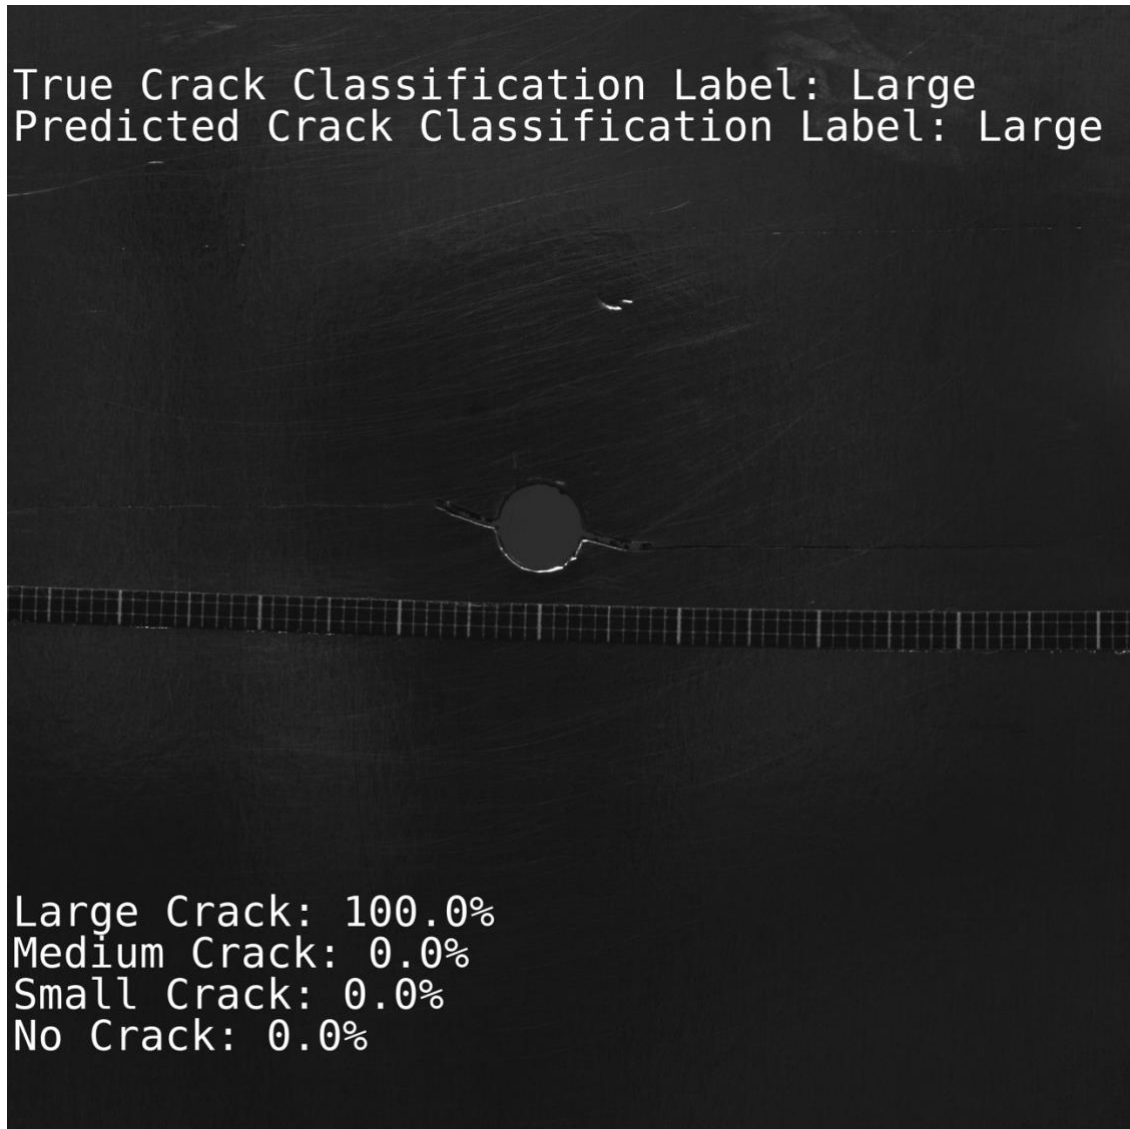 True Crack Classification Label: Large
Predicted Crack Classification Label: Large
Large Crack: 100.0%
Medium Crack: 0.0%
Small Crack: 0.0%
No Crack: 0.0%